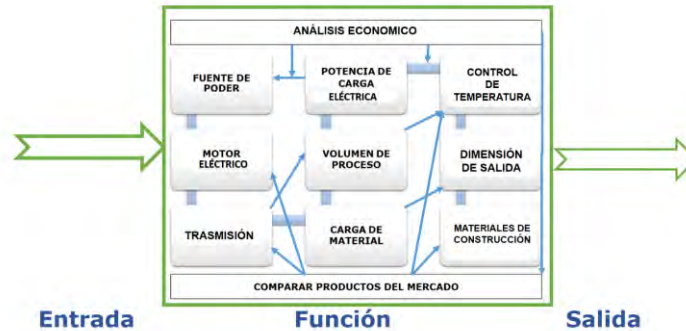 ANÁLISIS ECONOMICO
FUENTE DE
PODER
POTENCIA DE
CARGA
ELÉCTRICA
CONTROL
DE
TEMPERATURA
MOTOR
ELÉCTRICO
VOLUMEN DE
PROCESO
DIMENSIÓN
DE SALIDA
TRASMISIÓN
CARGA DE
MATERIAL
MATERIALES DE
CONSTRUCCIÓN
COMPARAR PRODUCTOS DEL MERCADO
Entrada
Función
Salida